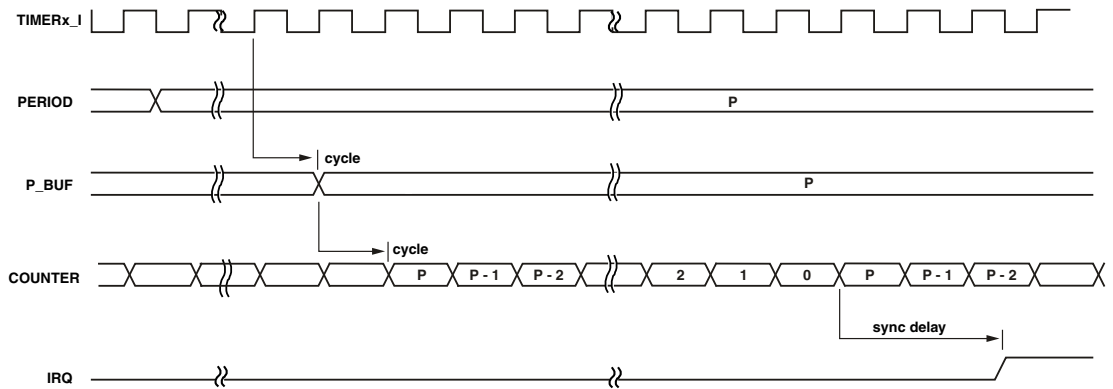 TIMERx_I
PERIOD
P
cycle
P_BUF
P
cycle
COUNTER
P P - 1 P - 2 2 1 0 P P - 1 P - 2
sync delay
IRQ